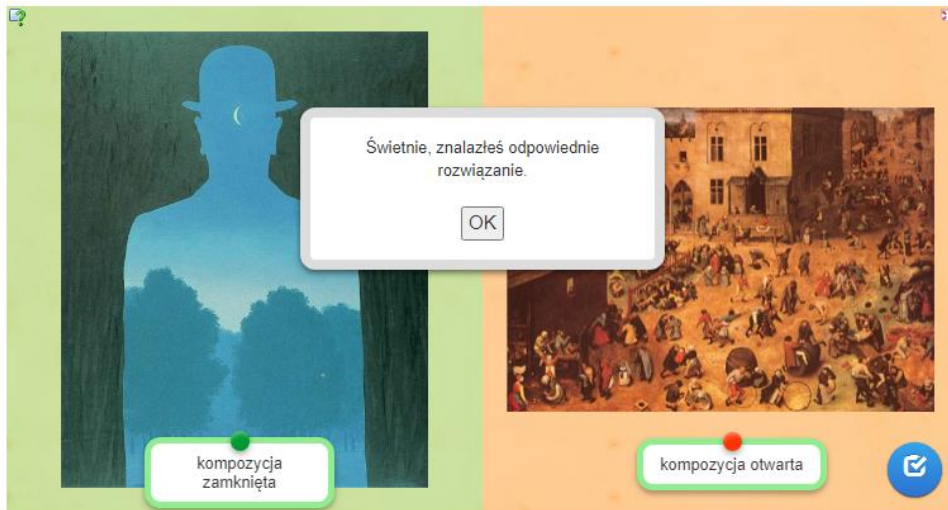 Świetnie, znalazłeś odpowiednie
rozwiązanie.
OK
kompozycja
zamknięta
kompozycja otwarta